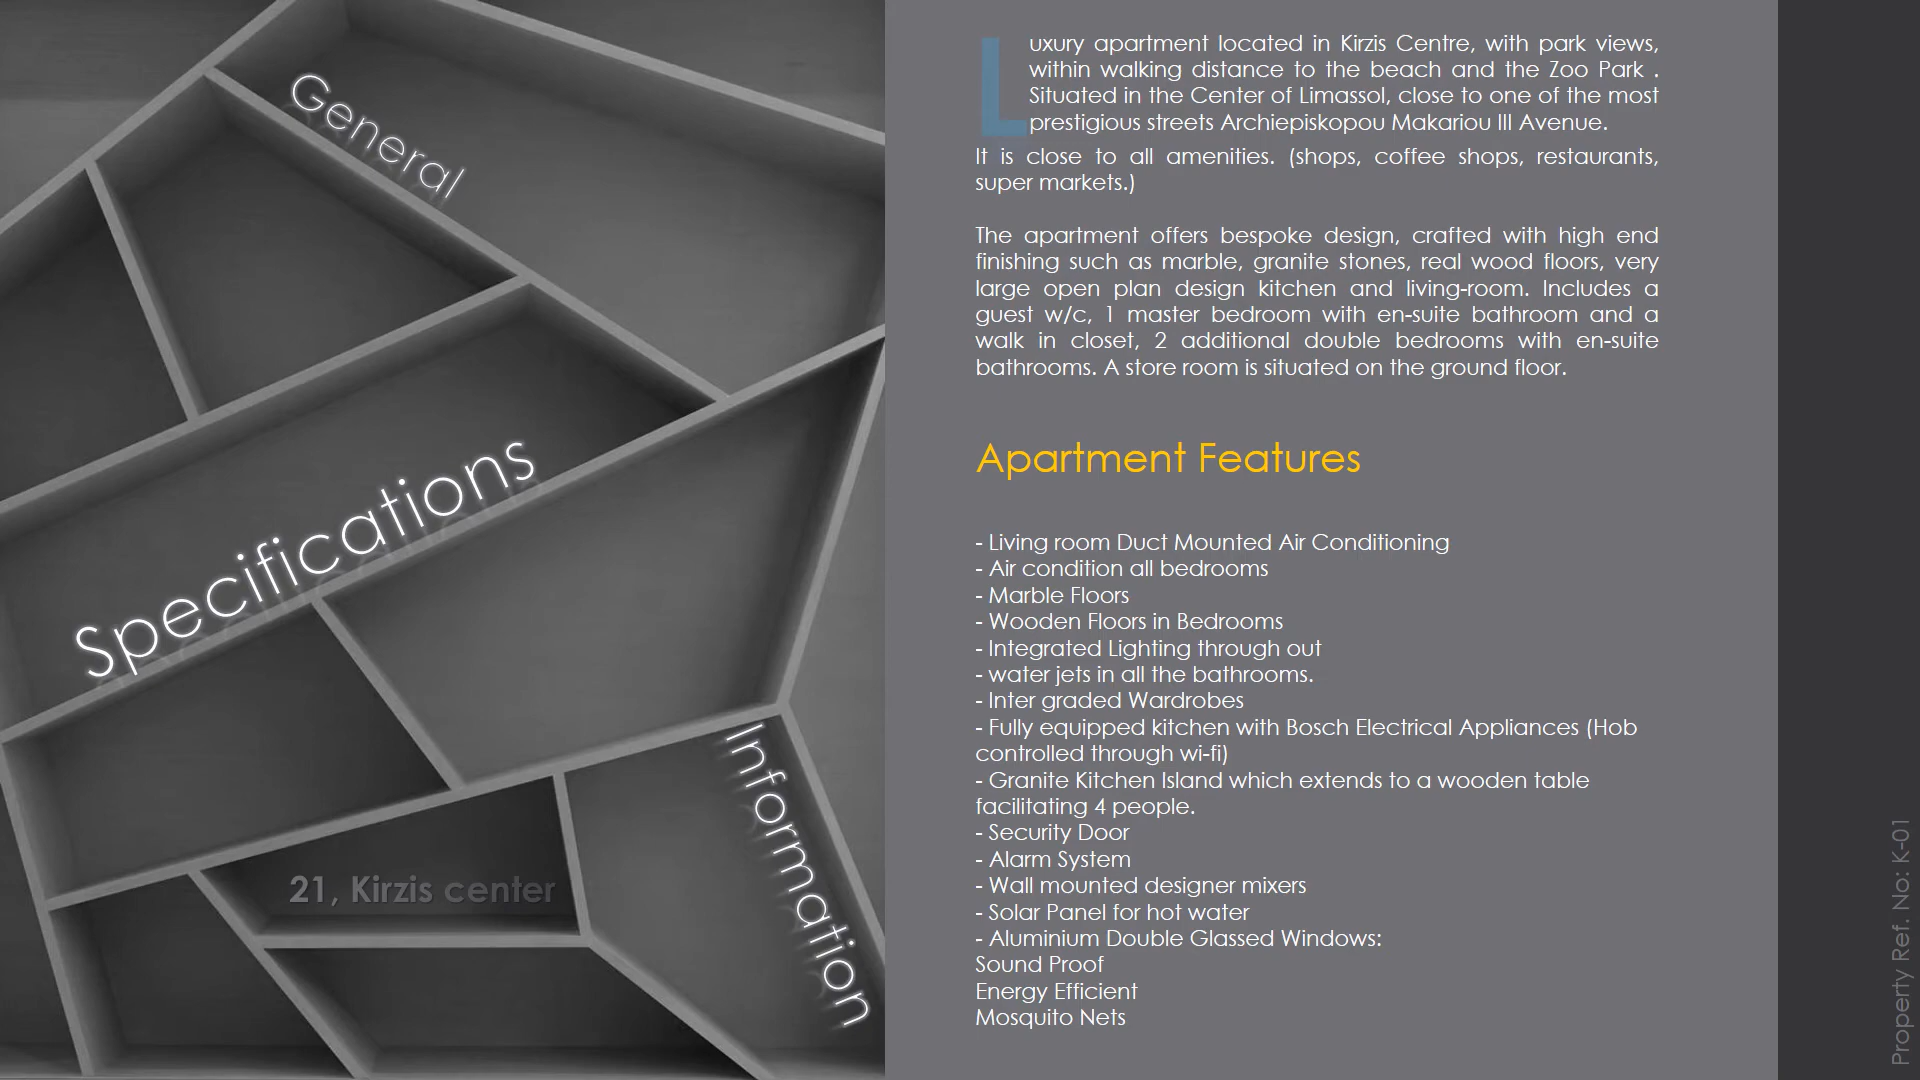 General
Specifications
Information
21, Kirzis center
Luxury apartment located in Kirzis Centre, with park views,
within walking distance to the beach and the Zoo Park .
Situated in the Center of Limassol, close to one of the most
prestigious streets Archiepiskopou Makariou III Avenue.
It is close to all amenities. (shops, coffee shops, restaurants,
super markets.)
The apartment offers bespoke design, crafted with high end
finishing such as marble, granite stones, real wood floors, very
large open plan design kitchen and living-room. Includes a
guest w/c, 1 master bedroom with en-suite bathroom and a
walk in closet, 2 additional double bedrooms with en-suite
bathrooms. A store room is situated on the ground floor.
Apartment Features
- Living room Duct Mounted Air Conditioning
- Air condition all bedrooms
- Marble Floors
- Wooden Floors in Bedrooms
- Integrated Lighting through out
- water jets in all the bathrooms.
- Inter graded Wardrobes
- Fully equipped kitchen with Bosch Electrical Appliances (Hob
controlled through wi-fi)
- Granite Kitchen Island which extends to a wooden table
facilitating 4 people.
- Security Door
- Alarm System
- Wall mounted designer mixers
- Solar Panel for hot water
- Aluminium Double Glassed Windows:
Sound Proof
Energy Efficient
Mosquito Nets
Property Ref. No: K-01